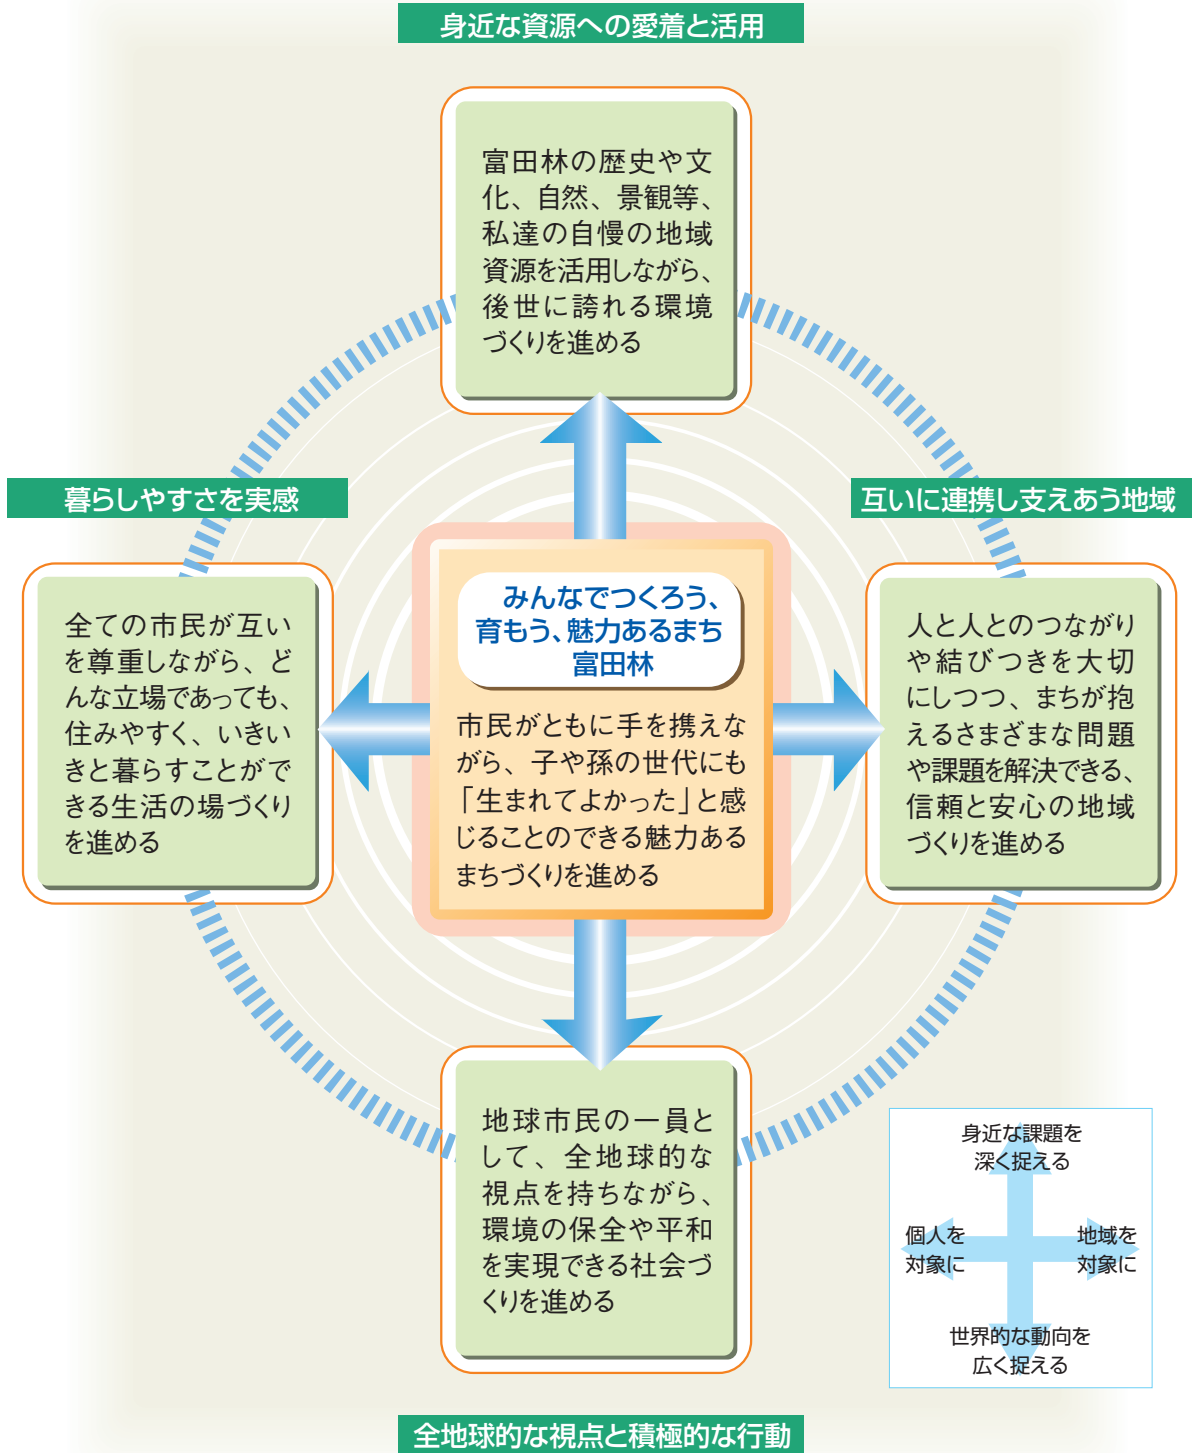 身近な資源への愛着と活用
富田林の歴史や文
化、自然、景観等、
私達の自慢の地域
資源を活用しながら、
後世に誇れる環境
づくりを進める
暮らしやすさを実感
全ての市民が互い
を尊重しながら、ど
んな立場であっても、
住みやすく、いきい
きと暮らすことがで
きる生活の場づくり
を進める
みんなでつくろう、
育もう、魅力あるまち
富田林
市民がともに手を携えな
がら、子や孫の世代にも
「生まれてよかった」と感
じることのできる魅力ある
まちづくりを進める
互いに連携し支えあう地域
人と人とのつながり
や結びつきを大切
にしつつ、まちが抱
えるさまざまな問題
や課題を解決できる、
信頼と安心の地域
づくりを進める
地球市民の一員と
して、全地球的な
視点を持ちながら、
環境の保全や平和
を実現できる社会づ
くりを進める
全地球的な視点と積極的な行動
身近な課題を
深く捉える
個人を
対象に
地域を
対象に
世界的な動向を
広く捉える